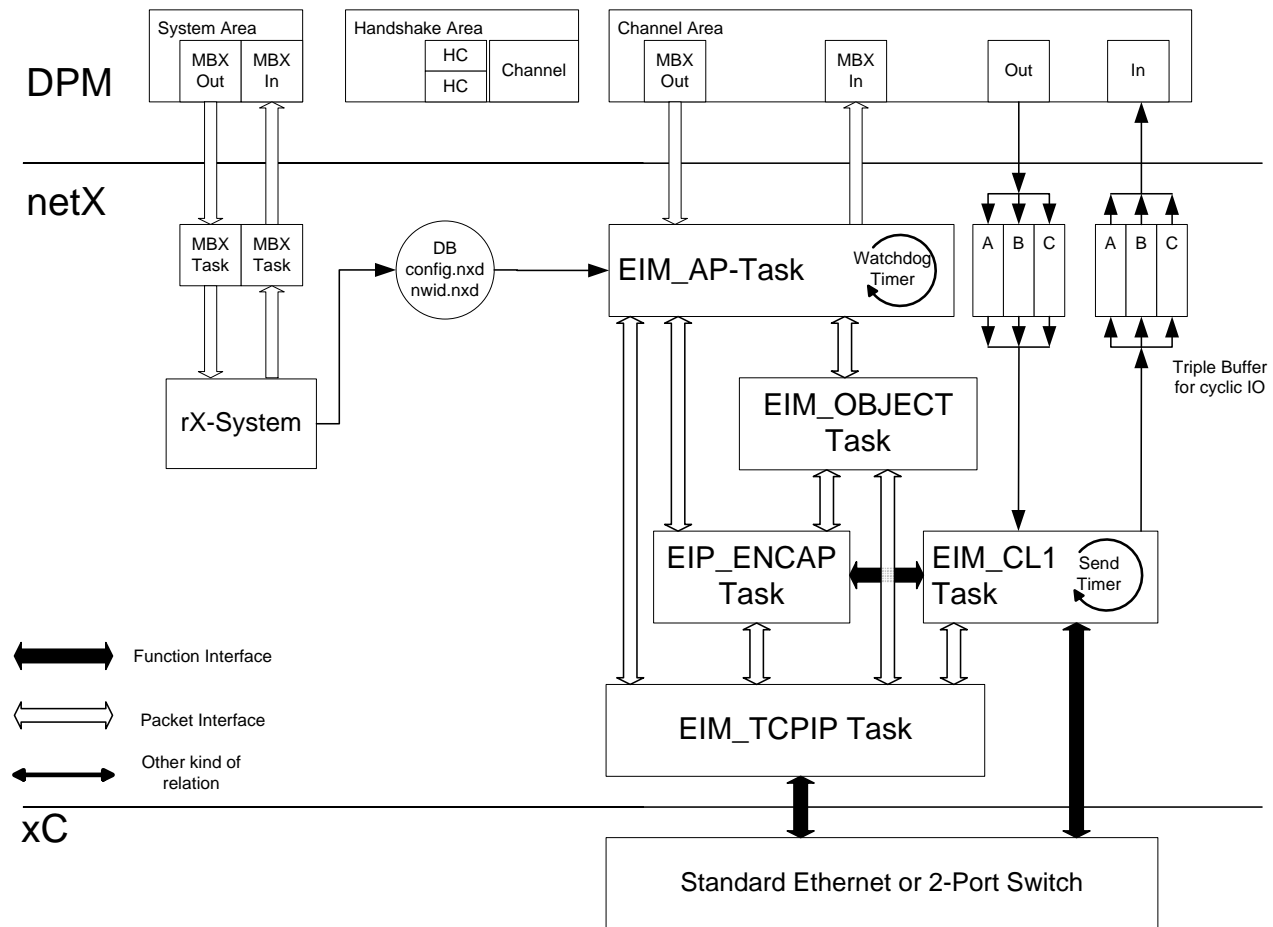 System Area
MBX
Out
MBX
In
Handshake Area
HC
HC
Channel
Channel Area
MBX
Out
MBX
In
Out
In
DPM
netX
MBX
Task
MBX
Task
DB
config.nxd
nwid.nxd
EIM_AP-Task
Watchdog
Timer
A
B
C
A
B
C
Triple Buffer
for cyclic IO
rX-System
EIM_OBJECT
Task
EIP_ENCAP
Task
EIM_CL1
Task
Send
Timer
Function Interface
Packet Interface
Other kind of
relation
EIM_TCPIP Task
xC
Standard Ethernet or 2-Port Switch